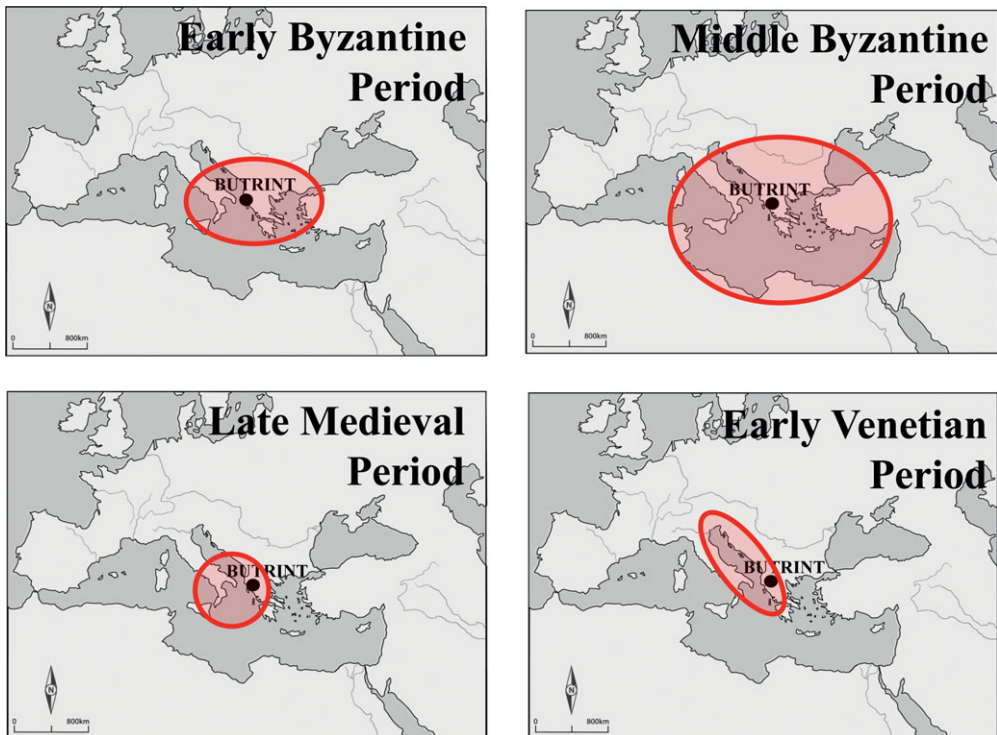 Early Byzantine
Period
BUTRINT
N
0 800km
Middle Byzantine
Period
BUTRINT
N
0 800km
Late Medieval
Period
BUTRINT
N
0 800km
Early Venetian
Period
BUTRINT
N
0 800km